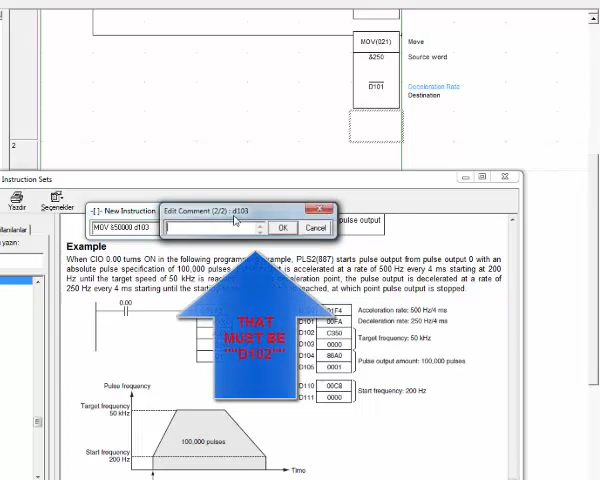 MOV(021) Move
&250 Source word
D101 Deceleration Rate
Destination
2
Instruction Sets
Yazdır Seçenekler
New Instruction
Edit Comment (2/2) : d103
MOV 850000 d103
OK Cancel
pulse output
Example
When CIO 0.00 turns ON in the following programming example, PLS2(887) starts pulse output from pulse output 0 with an
absolute pulse specification of 100,000 pulses. is accelerated at a rate of 500 Hz every 4 ms starting at 200
Hz until the target speed of 50 kHz is deceleration point, the pulse output is decelerated at a rate of
250 Hz every 4 ms starting until the reached, at which point pulse output is stopped.
0.00
01F4 Acceleration rate: 500 Hz/4 ms
D101 00FA Deceleration rate: 250 Hz/4 ms
D102 C350 Target frequency: 50 kHz
D103 0000
D104 86A0 Pulse output amount: 100,000 pulses
D105 0001
D110 00C8 Start frequency: 200 Hz
D111 0000
THAT
MUST BE
""D102""
Pulse frequency
Target frequency
50 kHz
100,000 pulses
Start frequency
200 Hz
Time